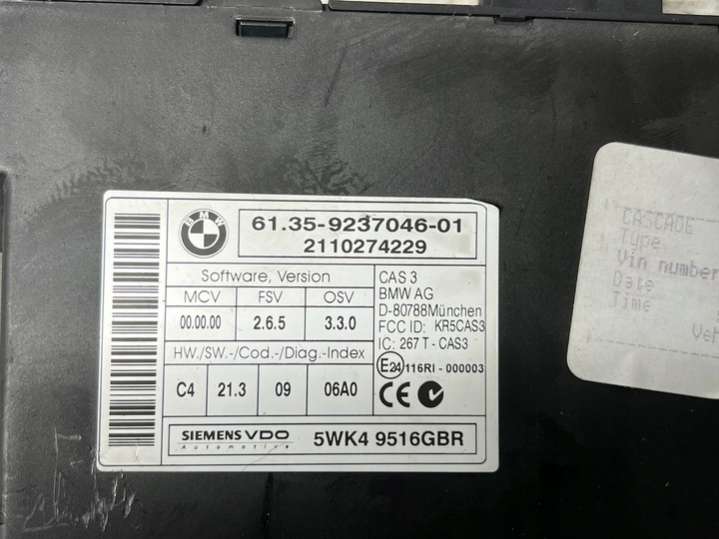 BMW
61.35-9237046-01
2110274229
Software, Version
MCV FSV OSV
00.00.00 2.6.5 3.3.0
HW./SW.-/Cod.-/Diag.-Index
C4 21.3 09 06A0
CAS 3
BMW AG
D-80788München
FCC ID: KR5CAS3
IC: 267 T - CAS3
E24 116RI - 000003
CE
SIEMENS VDO
Automotive
5WK4 9516GBR
CASCAO6
Type
Vin number
Date
Time